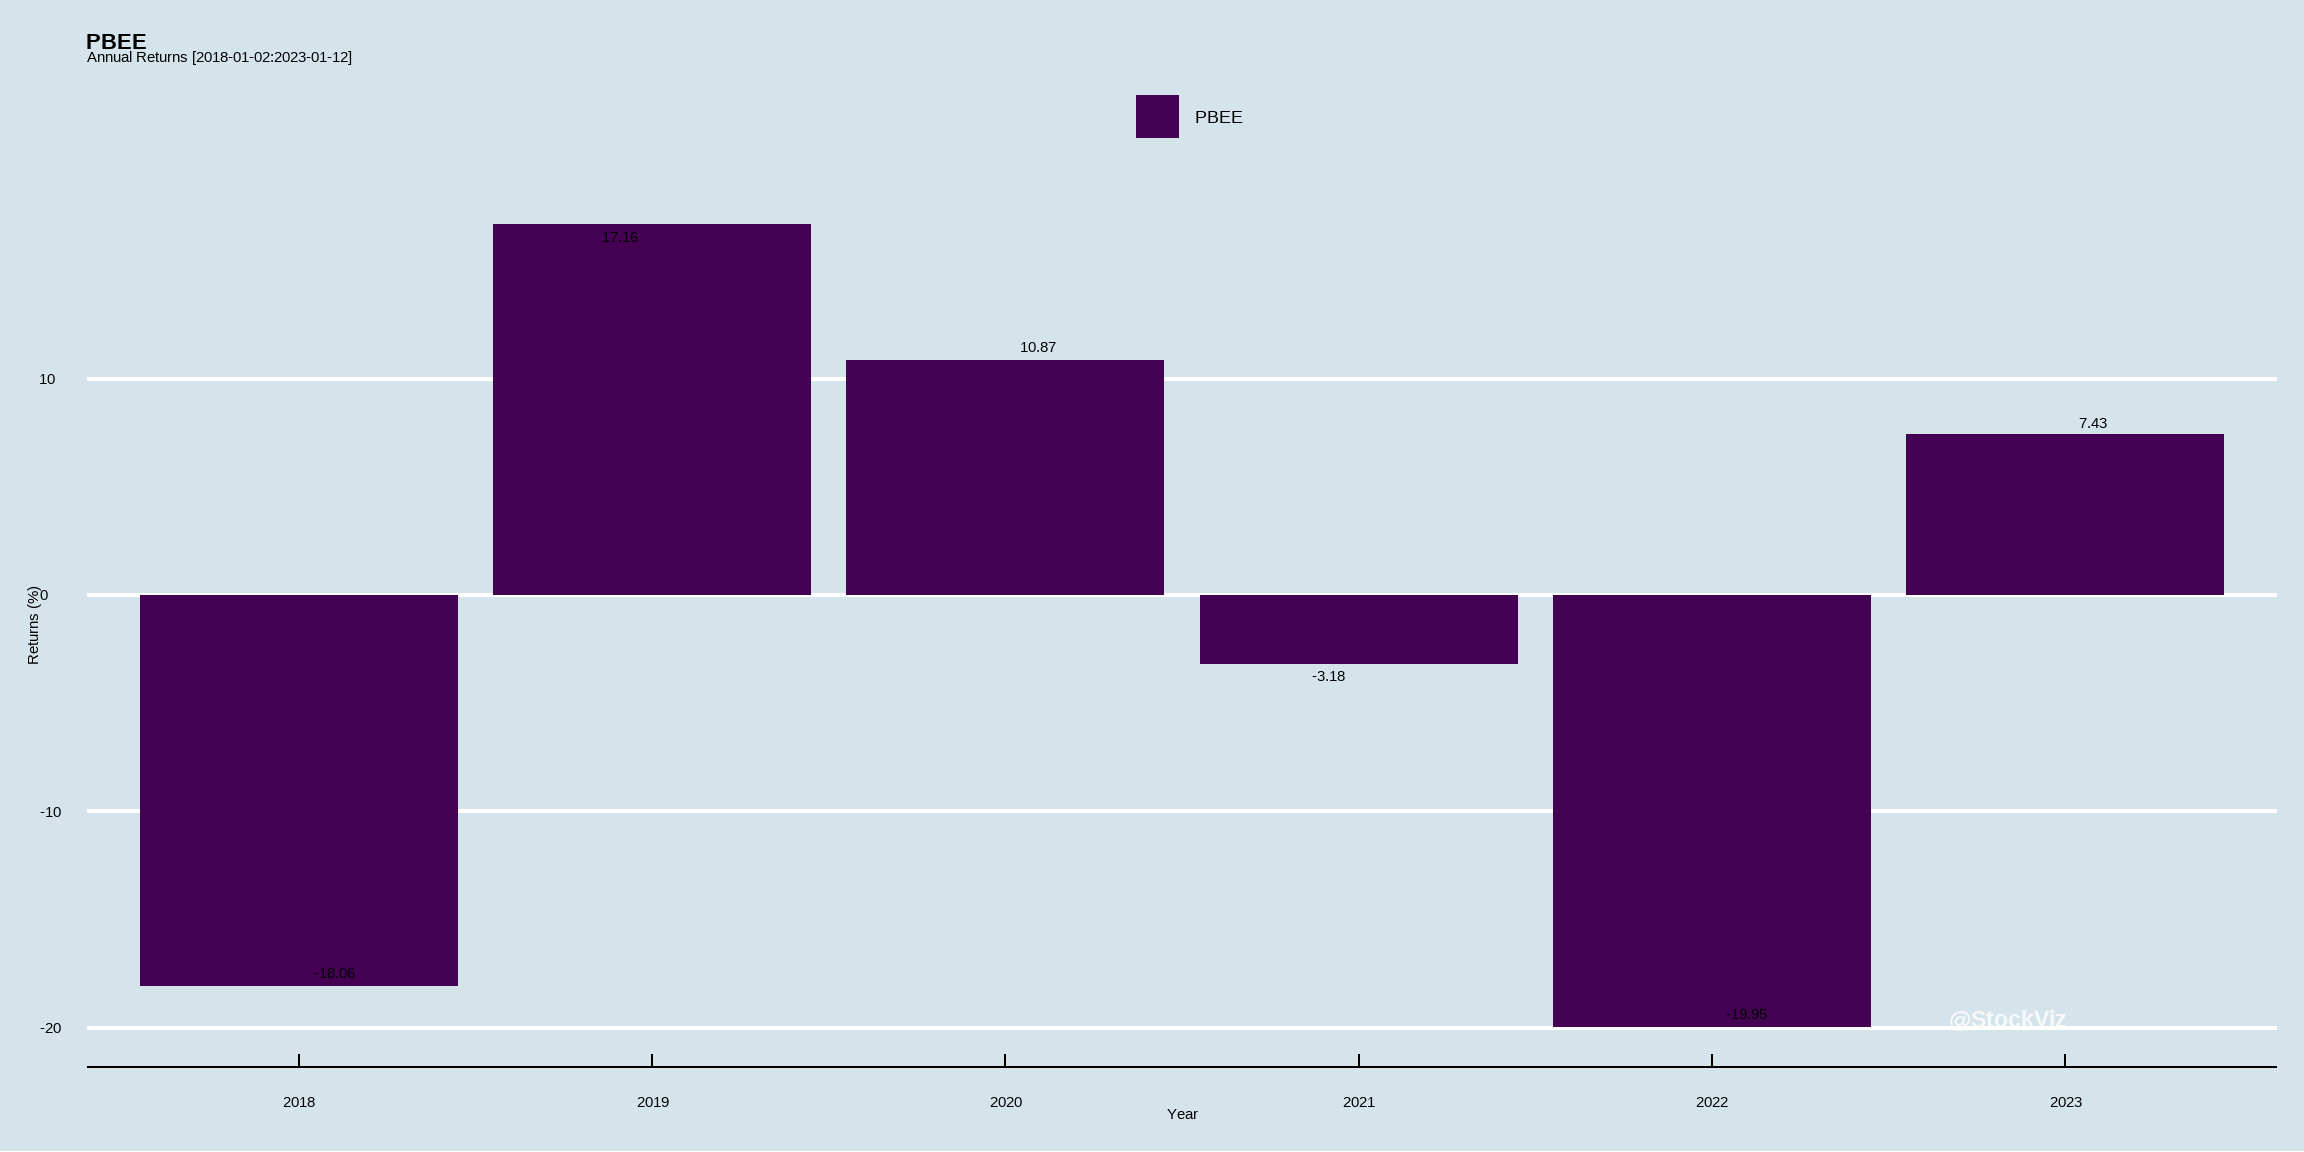 PBEE
Annual Returns [2018-01-02:2023-01-12]
PBEE
17.16
10.87
10
7.43
0
Returns (%)
-3.18
-10
-18.06
-19.95
@StockViz
-20
2018 2019 2020 2021 2022 2023
Year